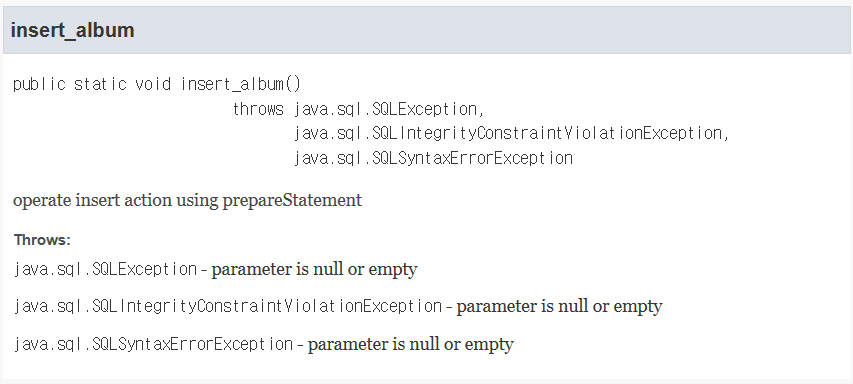 insert_album
public static void insert_album()
throws java.sql.SQLException,
java.sql.SQLIntegrityConstraintViolationException,
java.sql.SQLSyntaxErrorException
operate insert action using prepareStatement
Throws:
java.sql.SQLException - parameter is null or empty
java.sql.SQLIntegrityConstraintViolationException - parameter is null or empty
java.sql.SQLSyntaxErrorException - parameter is null or empty